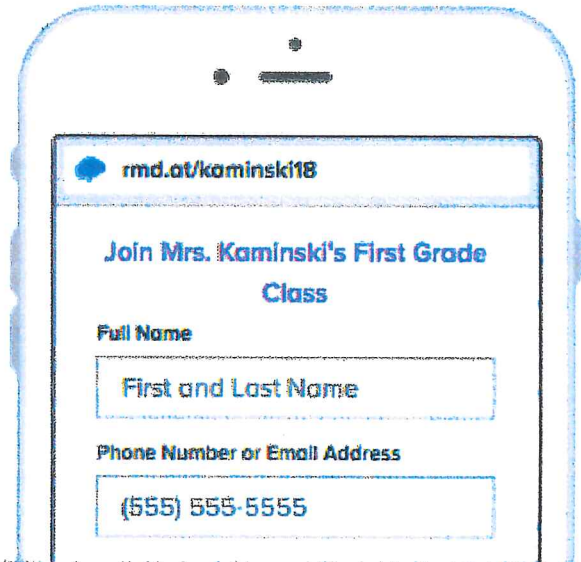 rmd.at/kaminski18
Join Mrs. Kaminski's First Grade
Class
Full Name
First and Last Name
Phone Number or Email Address
(555) 555-5555